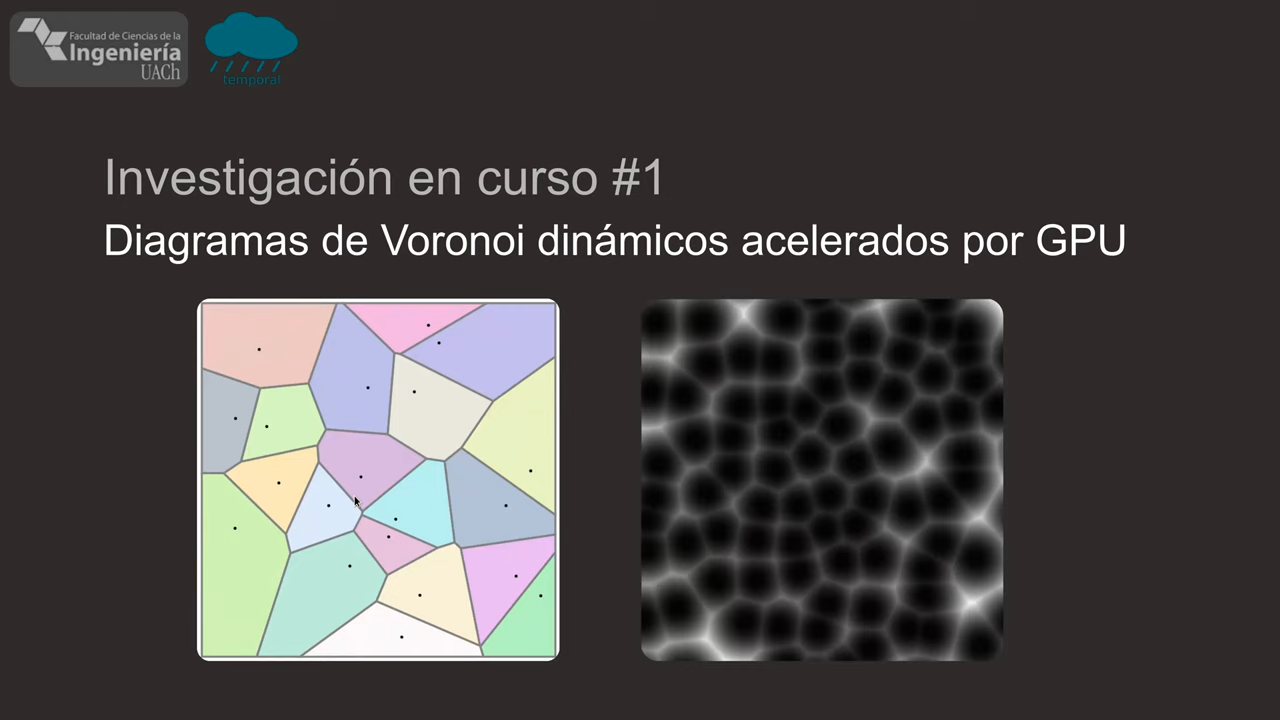 Facultad de Ciencias de la
Ingeniería
UACh
temporal
Investigación en curso #1
Diagramas de Voronoi dinámicos acelerados por GPU